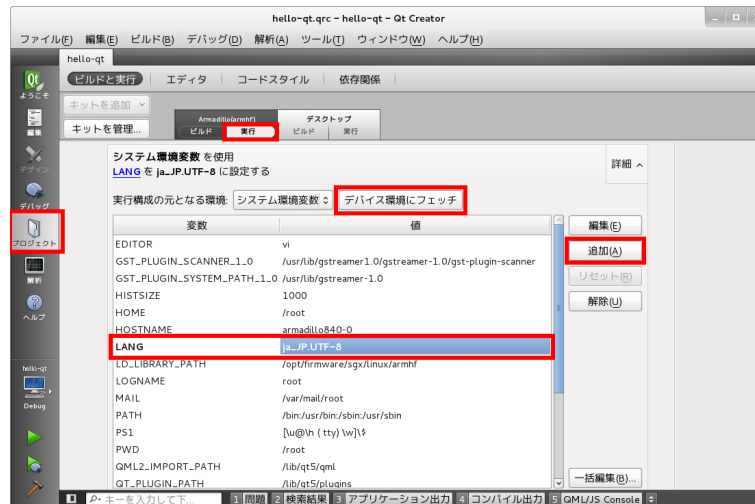 hello-qt.qrc - hello-qt - Qt Creator
ファイル(F) 編集(E) ビルド(B) デバッグ(D) 解析(A) ツール(T) ウィンドウ(W) ヘルプ(H)
hello-qt
Qt
ようこそ
ビルドと実行 エディタ コードスタイル 依存関係
キットを追加
編集
キットを管理...
Armadillo(armhf)
ビルド 実行
デスクトップ
ビルド 実行
デザイン
デバッグ
プロジェクト
解析
ヘルプ
システム環境変数 を使用
LANG を ja_JP.UTF-8 に設定する
詳細
実行構成の元となる環境: システム環境変数 デバイス環境にフェッチ
変数 値
EDITOR vi
GST_PLUGIN_SCANNER_1_0 /usr/lib/gstreamer1.0/gstreamer-1.0/gst-plugin-scanner
GST_PLUGIN_SYSTEM_PATH_1_0 /usr/lib/gstreamer-1.0
HISTSIZE 1000
HOME /root
HOSTNAME armadillo840-0
LANG ja_JP.UTF-8
LD_LIBRARY_PATH /opt/firmware/sgx/linux/armhf
LOGNAME root
MAIL /var/mail/root
PATH /bin:/usr/bin:/sbin:/usr/sbin
PS1 [\u@\h ( tty) \w]\$
PWD /root
QML2_IMPORT_PATH /lib/qt5/qml
QT_PLUGIN_PATH /lib/qt5/plugins
編集(E)
追加(A)
リセット(R)
解除(U)
一括編集(B)...
hello-qt
Debug
キーを入力して下... 1 問題 2 検索結果 3 アプリケーション出力 4 コンパイル出力 5 QML/JS Console